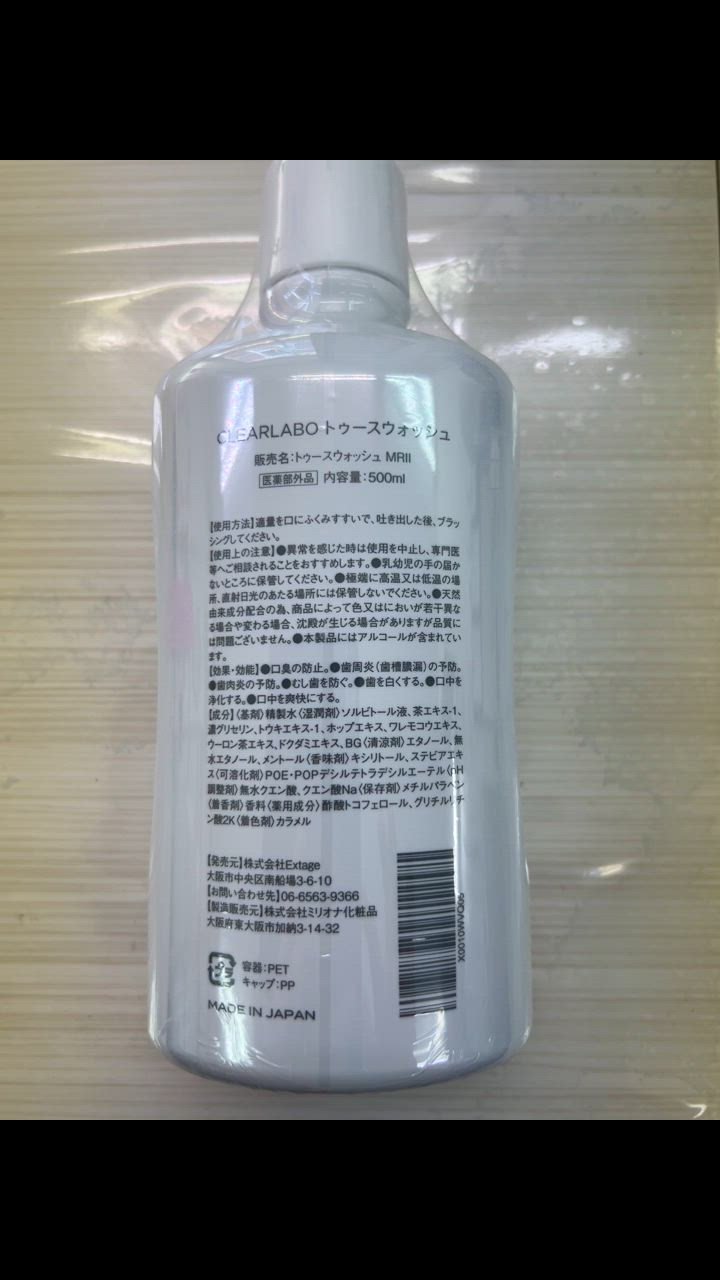 CLEARLABO トゥースウォッシュ
販売名:トゥースウォッシュ MRII
医薬部外品 内容量:500ml
【使用方法】適量を口にふくみすすいで、吐き出した後、ブラッ
シングしてください。
【使用上の注意】●異常を感じた時は使用を中止し、専門医
等へご相談されることをおすすめします。●乳幼児の手の届か
ないところに保管してください。●極端に高温又は低温の場
所、直射日光のあたる場所には保管しないでください。●天然
由来成分配合の為、商品によって色又はにおいが若干異な
る場合や変わる場合、沈殿が生じる場合がありますが品質に
は問題ございません。●本製品にはアルコールが含まれてい
ます。
【効果・効能】●口臭の防止。●歯周炎(歯槽膿漏)の予防。
●歯肉炎の予防。●むし歯を防ぐ。●歯を白くする。●口中を
浄化する。●口中を爽快にする。
【成分】〈基剤〉精製水〈湿潤剤〉ソルビトール液、茶エキス-1、
濃グリセリン、トウキエキス-1、ホップエキス、ワレモコウエキス、
ウーロン茶エキス、ドクダミエキス、BG〈清涼剤〉エタノール、無
水エタノール、メントール〈香味剤〉キシリトール、ステビアエキ
ス〈可溶化剤〉POE・POPデシルテトラデシルエーテル〈pH
調整剤〉無水クエン酸、クエン酸Na〈保存剤〉メチルパラベン
〈着香剤〉香料〈薬用成分〉酢酸トコフェロール、グリチルリチ
ン酸2K〈着色剤〉カラメル
【発売元】株式会社Extage
大阪市中央区南船場3-6-10
【お問い合わせ先】06-6563-9366
【製造販売元】株式会社ミリオナ化粧品
大阪府東大阪市加納3-14-32
X0010WVO05
プラ
容器:PET
キャップ:PP
MADE IN JAPAN